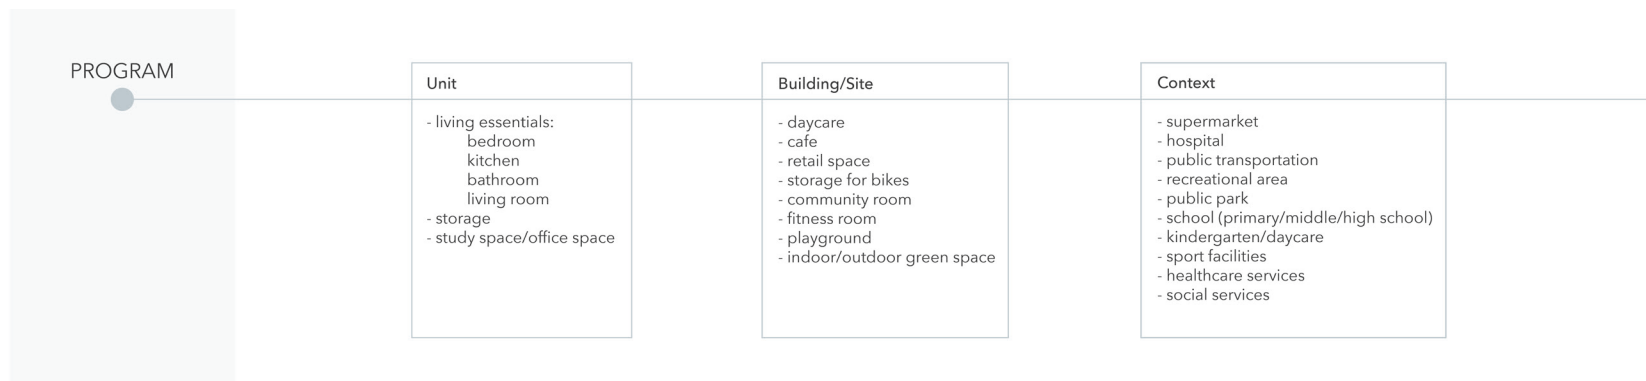 PROGRAM
Unit
- living essentials:
bedroom
kitchen
bathroom
living room
- storage
- study space/office space
Building/Site
- daycare
- cafe
- retail space
- storage for bikes
- community room
- fitness room
- playground
- indoor/outdoor green space
Context
- supermarket
- hospital
- public transportation
- recreational area
- public park
- school (primary/middle/high school)
- kindergarten/daycare
- sport facilities
- healthcare services
- social services